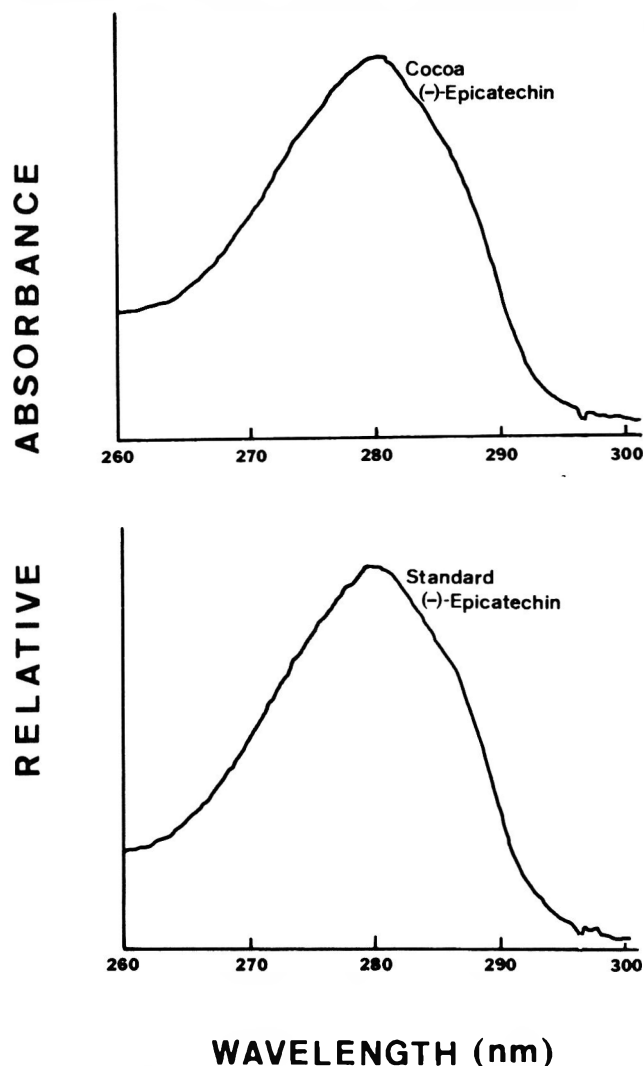 ABSORBANCE
Cocoa
(-)-Epicatechin
260 270 280 290 300
RELATIVE
Standard
(-)-Epicatechin
260 270 280 290 300
WAVELENGTH (nm)